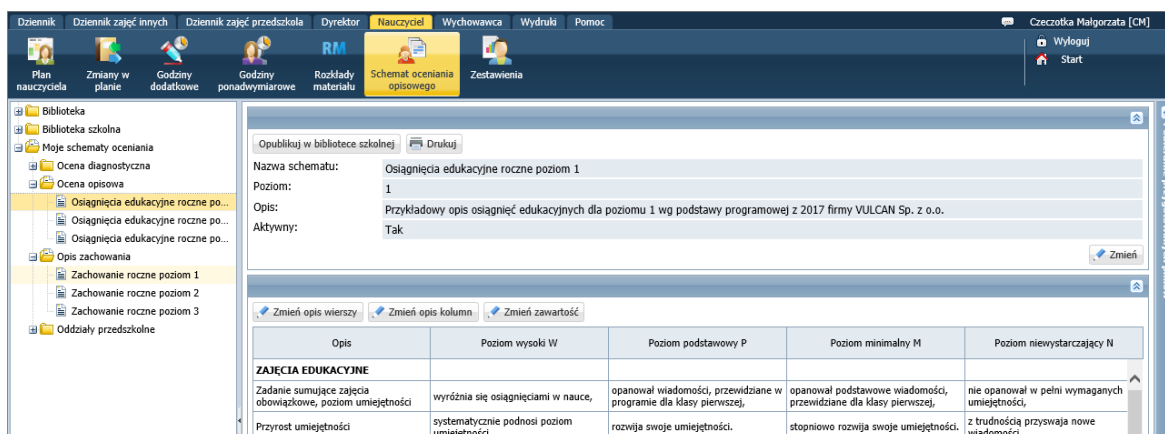 Dziennik Dziennik zajęć innych Dziennik zajęć przedszkola Dyrektor Nauczyciel Wychowawca Wydruki Pomoc Czeczotka Małgorzata [CM]
Plan nauczyciela
Zmiany w planie
Godziny dodatkowe
Godziny ponadwymiarowe
RM
Rozkłady materiału
Schemat oceniania opisowego
Zestawienia
Wyloguj
Start
Biblioteka
Biblioteka szkolna
Moje schematy oceniania
Ocena diagnostyczna
Ocena opisowa
Osiągnięcia edukacyjne roczne po...
Osiągnięcia edukacyjne roczne po...
Osiągnięcia edukacyjne roczne po...
Opis zachowania
Zachowanie roczne poziom 1
Zachowanie roczne poziom 2
Zachowanie roczne poziom 3
Oddziały przedszkolne
Opublikuj w bibliotece szkolnej Drukuj
Nazwa schematu: Osiągnięcia edukacyjne roczne poziom 1
Poziom: 1
Opis: Przykładowy opis osiągnięć edukacyjnych dla poziomu 1 wg podstawy programowej z 2017 firmy VULCAN Sp. z o.o.
Aktywny: Tak
Zmień
Zmień opis wierszy Zmień opis kolumn Zmień zawartość
Opis Poziom wysoki W Poziom podstawowy P Poziom minimalny M Poziom niewystarczający N
ZAJĘCIA EDUKACYJNE
Zadanie sumujące zajęcia obowiązkowe, poziom umiejętności
wyróżnia się osiągnięciami w nauce,
opanował wiadomości, przewidziane w programie dla klasy pierwszej,
opanował podstawowe wiadomości, przewidziane dla klasy pierwszej,
nie opanował w pełni wymaganych umiejętności,
Przyrost umiejętności
systematycznie podnosi poziom umiejętności
rozwija swoje umiejętności.
stopniowo rozwija swoje umiejętności.
z trudnością przyswaja nowe wiadomości